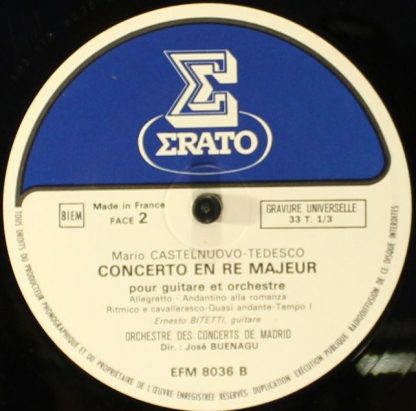 Σ
ΣRATO
BIEM
Made in France
FACE 2
GRAVURE UNIVERSELLE
33 T. 1/3
Mario CASTELNUOVO-TEDESCO
CONCERTO EN RE MAJEUR
pour guitare et orchestre
Allegretto - Andantino alla romanza
Ritmico e cavalleresco-Quasi andante-Tempo I
Ernesto BITETTI, guitare
ORCHESTRE DES CONCERTS DE MADRID
Dir. : José BUENAGU
EFM 8036 B
TOUS DROITS DU PRODUCTEUR PHONOGRAPHIQUE ET DU PROPRIETAIRE DE L'ŒUVRE ENREGISTRÉE RÉSERVÉS. DUPLICATION, EXÉCUTION PUBLIQUE, RADIODIFFUSION DE CE DISQUE INTERDITES